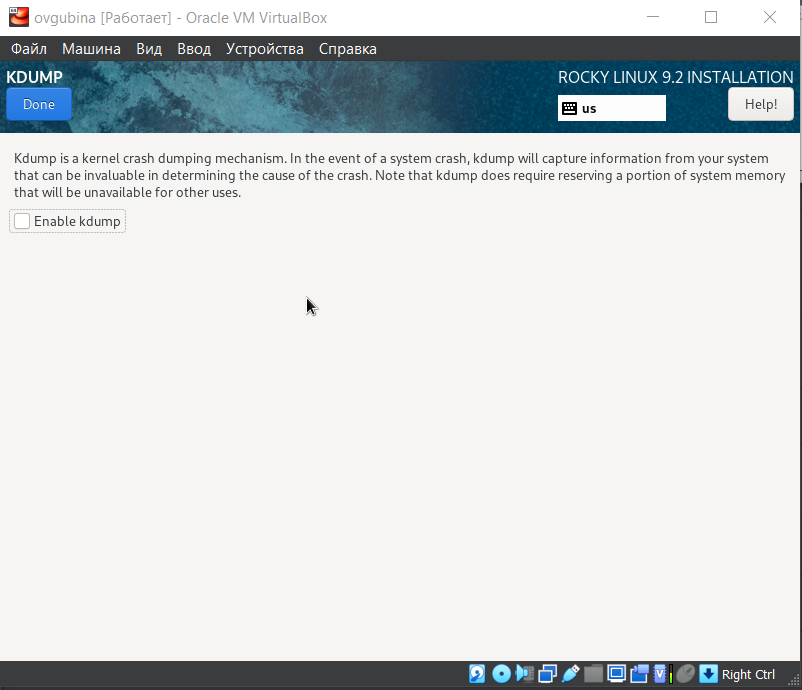 ovgubina [Работает] - Oracle VM VirtualBox
Файл Машина Вид Ввод Устройства Справка
KDUMP
ROCKY LINUX 9.2 INSTALLATION
Done
us
Help!
Kdump is a kernel crash dumping mechanism. In the event of a system crash, kdump will capture information from your system
that can be invaluable in determining the cause of the crash. Note that kdump does require reserving a portion of system memory
that will be unavailable for other uses.
Enable kdump
Right Ctrl